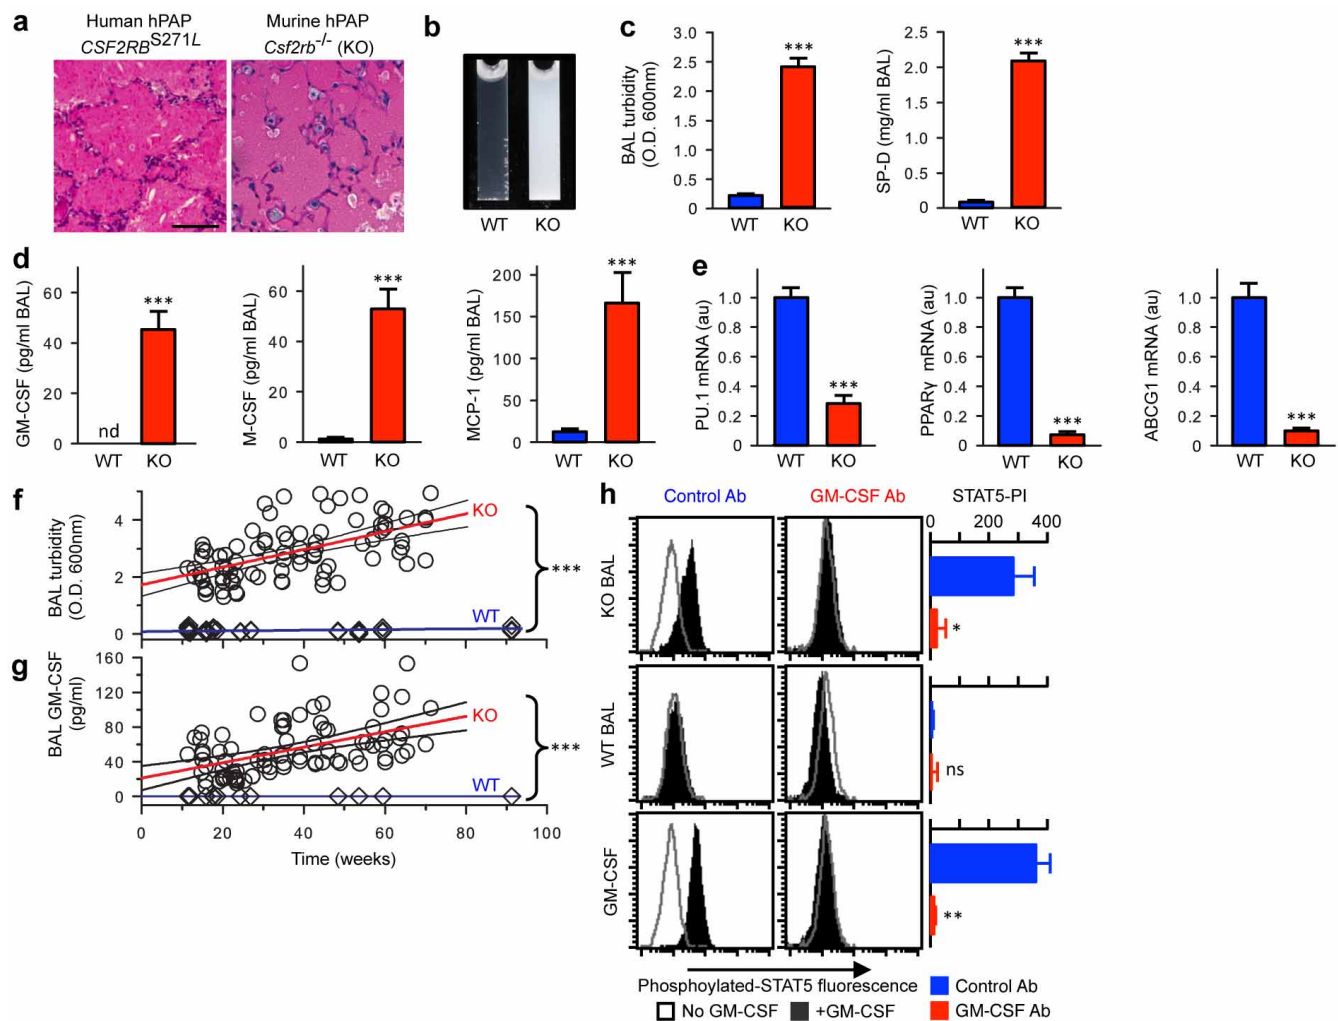 a
Human hPAP
CSF2RBS271L
Murine hPAP
Csf2rb-/- (KO)
b
WT KO
c
BAL turbidity
(O.D. 600nm)
3.0
2.5
2.0
1.5
1.0
0.5
0
***
WT KO
SP-D (mg/ml BAL)
2.5
2.0
1.5
1.0
0.5
0
***
WT KO
d
GM-CSF (pg/ml BAL)
60
40
20
0
nd
***
WT KO
M-CSF (pg/ml BAL)
60
40
20
0
***
WT KO
MCP-1 (pg/ml BAL)
200
150
100
50
0
***
WT KO
e
PU.1 mRNA (au)
1.0
0.8
0.6
0.4
0.2
0
***
WT KO
PPARγ mRNA (au)
1.0
0.8
0.6
0.4
0.2
0
***
WT KO
ABCG1 mRNA (au)
1.0
0.8
0.6
0.4
0.2
0
***
WT KO
f
BAL turbidity
(O.D. 600nm)
4
2
0
KO
WT
***
g
BAL GM-CSF
(pg/ml)
160
120
80
40
0
KO
WT
***
0 20 40 60 80 100
Time (weeks)
h
Control Ab GM-CSF Ab STAT5-PI
0 200 400
KO BAL
*
WT BAL
ns
GM-CSF
**
Phosphorylated-STAT5 fluorescence
No GM-CSF +GM-CSF
Control Ab
GM-CSF Ab